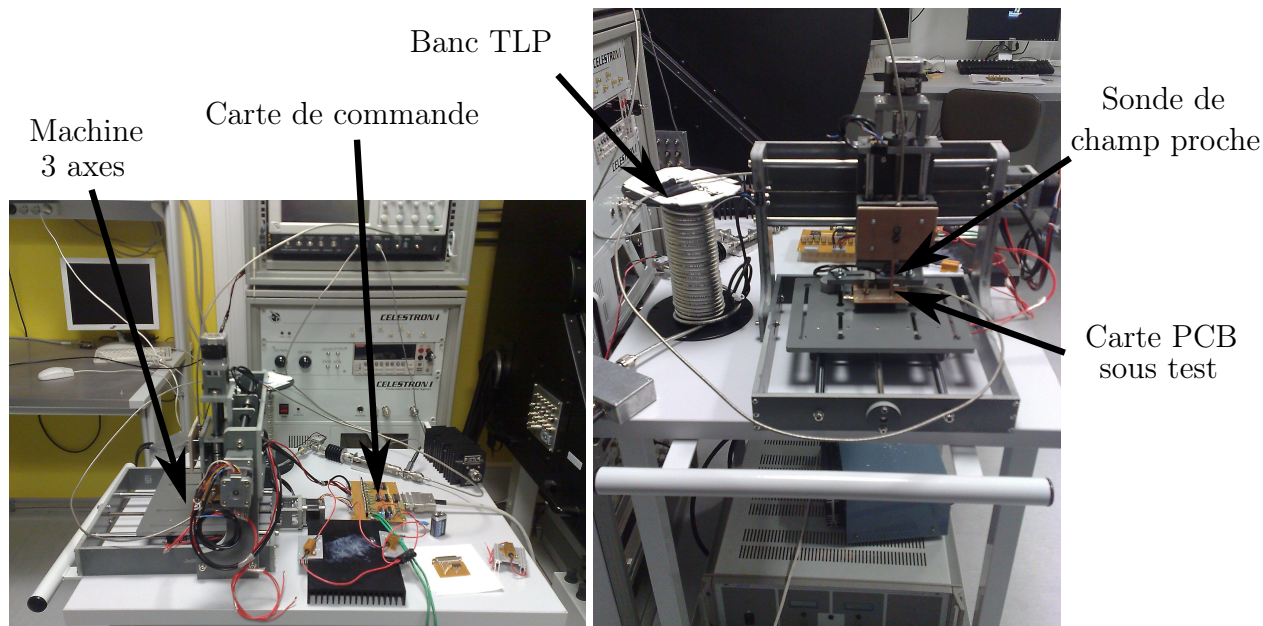 Banc TLP
Carte de commande
Machine
3 axes
Sonde de
champ proche
Carte PCB
sous test
CELESTRON I
CELESTRON I
CELESTRON I
CELESTRON I